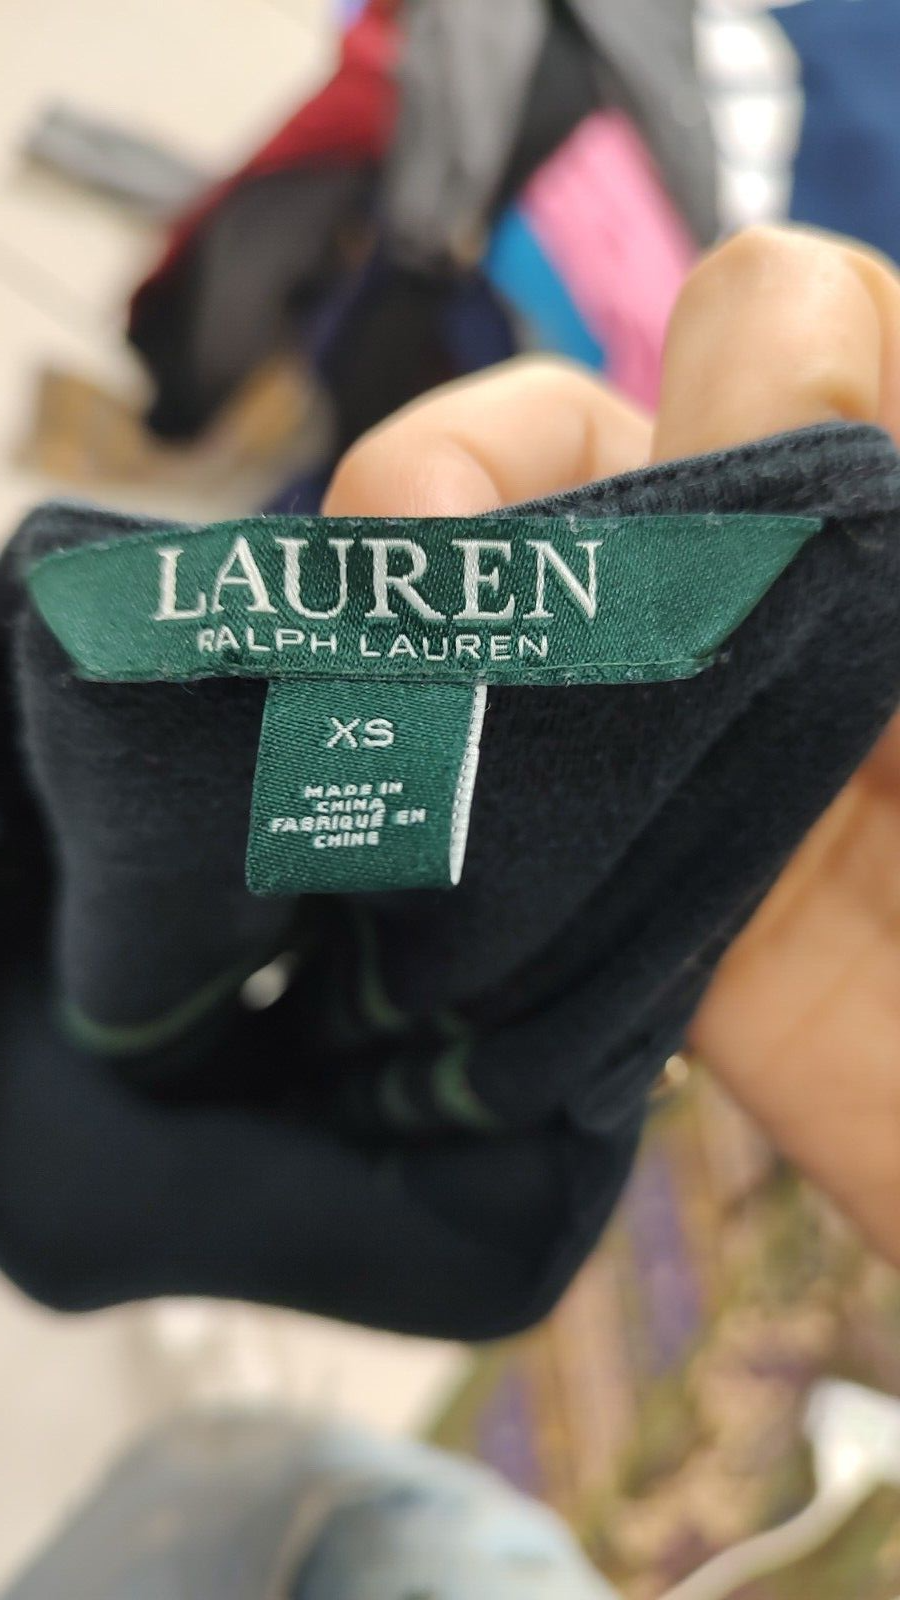 LAUREN
RALPH LAUREN
XS
MADE IN
CHINA
FABRIQUÉ EN
CHINE